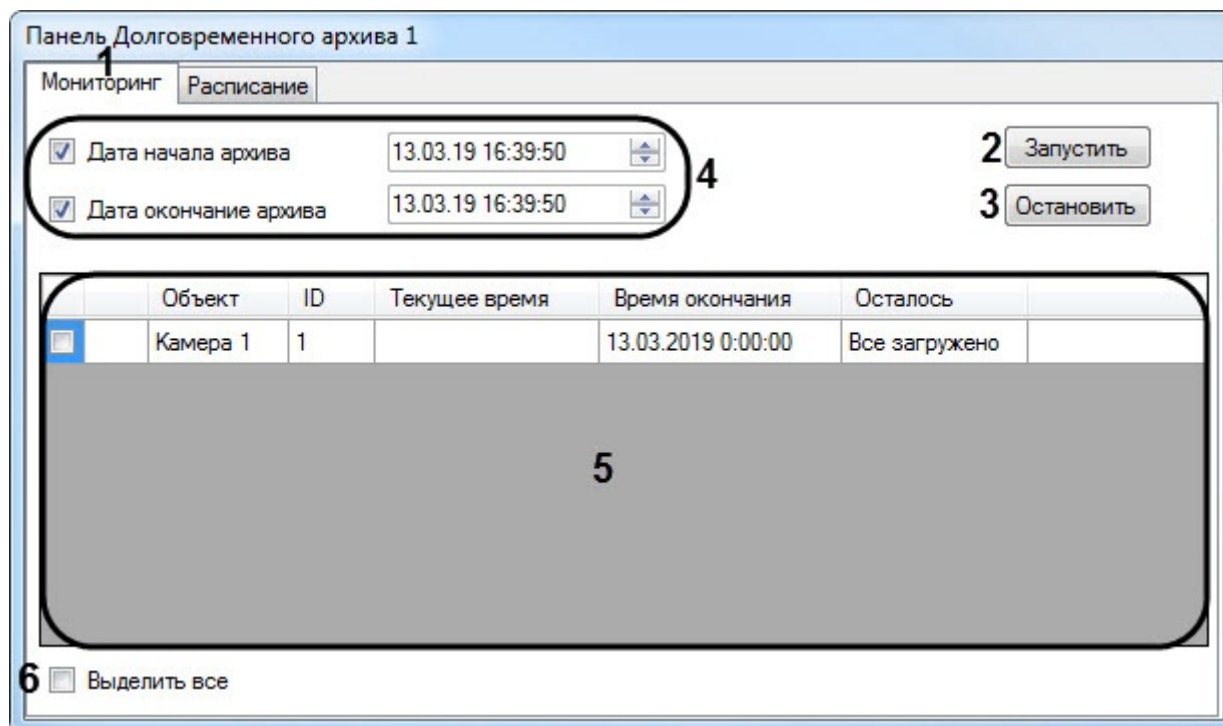 Панель Долговременного архива 1
1
Мониторинг Расписание
Дата начала архива 13.03.19 16:39:50 2 Запустить
4
Дата окончание архива 13.03.19 16:39:50 3 Остановить
Объект ID Текущее время Время окончания Осталось
Камера 1 1 13.03.2019 0:00:00 Все загружено
5
6 Выделить все